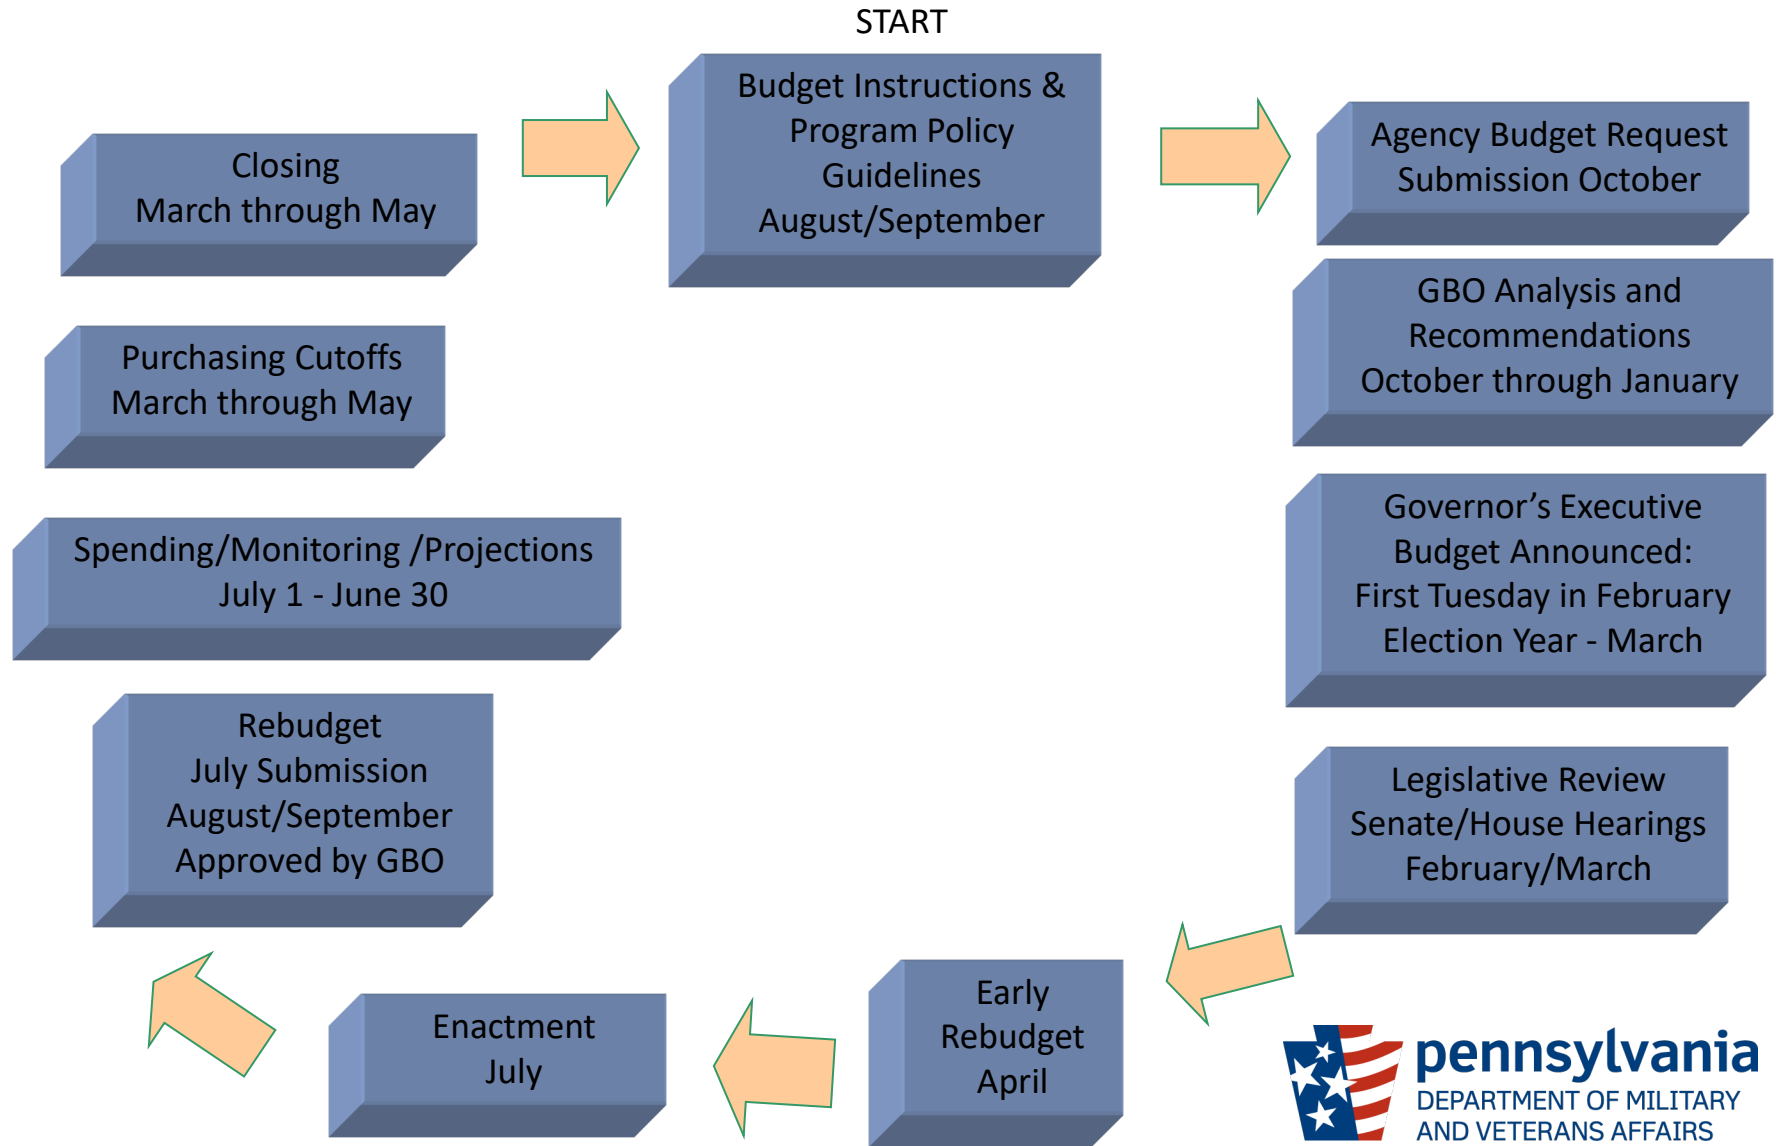 START
Budget Instructions &
Program Policy
Guidelines
August/September
Agency Budget Request
Submission October
GBO Analysis and
Recommendations
October through January
Governor’s Executive
Budget Announced:
First Tuesday in February
Election Year - March
Legislative Review
Senate/House Hearings
February/March
Early
Rebudget
April
Enactment
July
Rebudget
July Submission
August/September
Approved by GBO
Spending/Monitoring /Projections
July 1 - June 30
Purchasing Cutoffs
March through May
Closing
March through May
pennsylvania
DEPARTMENT OF MILITARY
AND VETERANS AFFAIRS